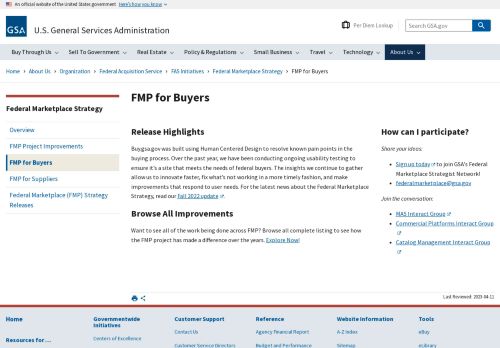 An official website of the United States government Here's how you know
GSA
U.S. General Services Administration
Per Diem Lookup
Search GSA.gov
Buy Through Us
Sell To Government
Real Estate
Policy & Regulations
Small Business
Travel
Technology
About Us
Home › About Us › Organization › Federal Acquisition Service › FAS Initiatives › Federal Marketplace Strategy › FMP for Buyers
Federal Marketplace Strategy
Overview
FMP Project Improvements
FMP for Buyers
FMP for Suppliers
Federal Marketplace (FMP) Strategy
Releases
FMP for Buyers
Release Highlights
Buy.gsa.gov was built using Human Centered Design to resolve known pain points in the
buying process. Over the past year, we have been conducting ongoing usability testing to
ensure it's a site that meets the needs of federal buyers. The insights we continue to gather
allow us to innovate faster, fix what's not working in a more timely fashion, and make
improvements that respond to user needs. For the latest news about the Federal Marketplace
Strategy, read our Fall 2022 update.
Browse All Improvements
Want to see all of the work being done across FMP? Browse all complete listing to see how
the FMP project has made a difference over the years. Explore Now!
How can I participate?
Share your ideas:
Sign up today to join GSA's Federal
Marketplace Strategist Network!
federalmarketplace@gsa.gov
Join the conversation:
MAS Interact Group
Commercial Platforms Interact Group
Catalog Management Interact Group
Last Reviewed: 2023-04-11
Home
Resources for …
Governmentwide
Initiatives
Centers of Excellence
Customer Support
Contact Us
Customer Service Directors
Reference
Agency Financial Report
Budget and Performance
Website Information
A-Z Index
Sitemap
Tools
eBuy
eLibrary